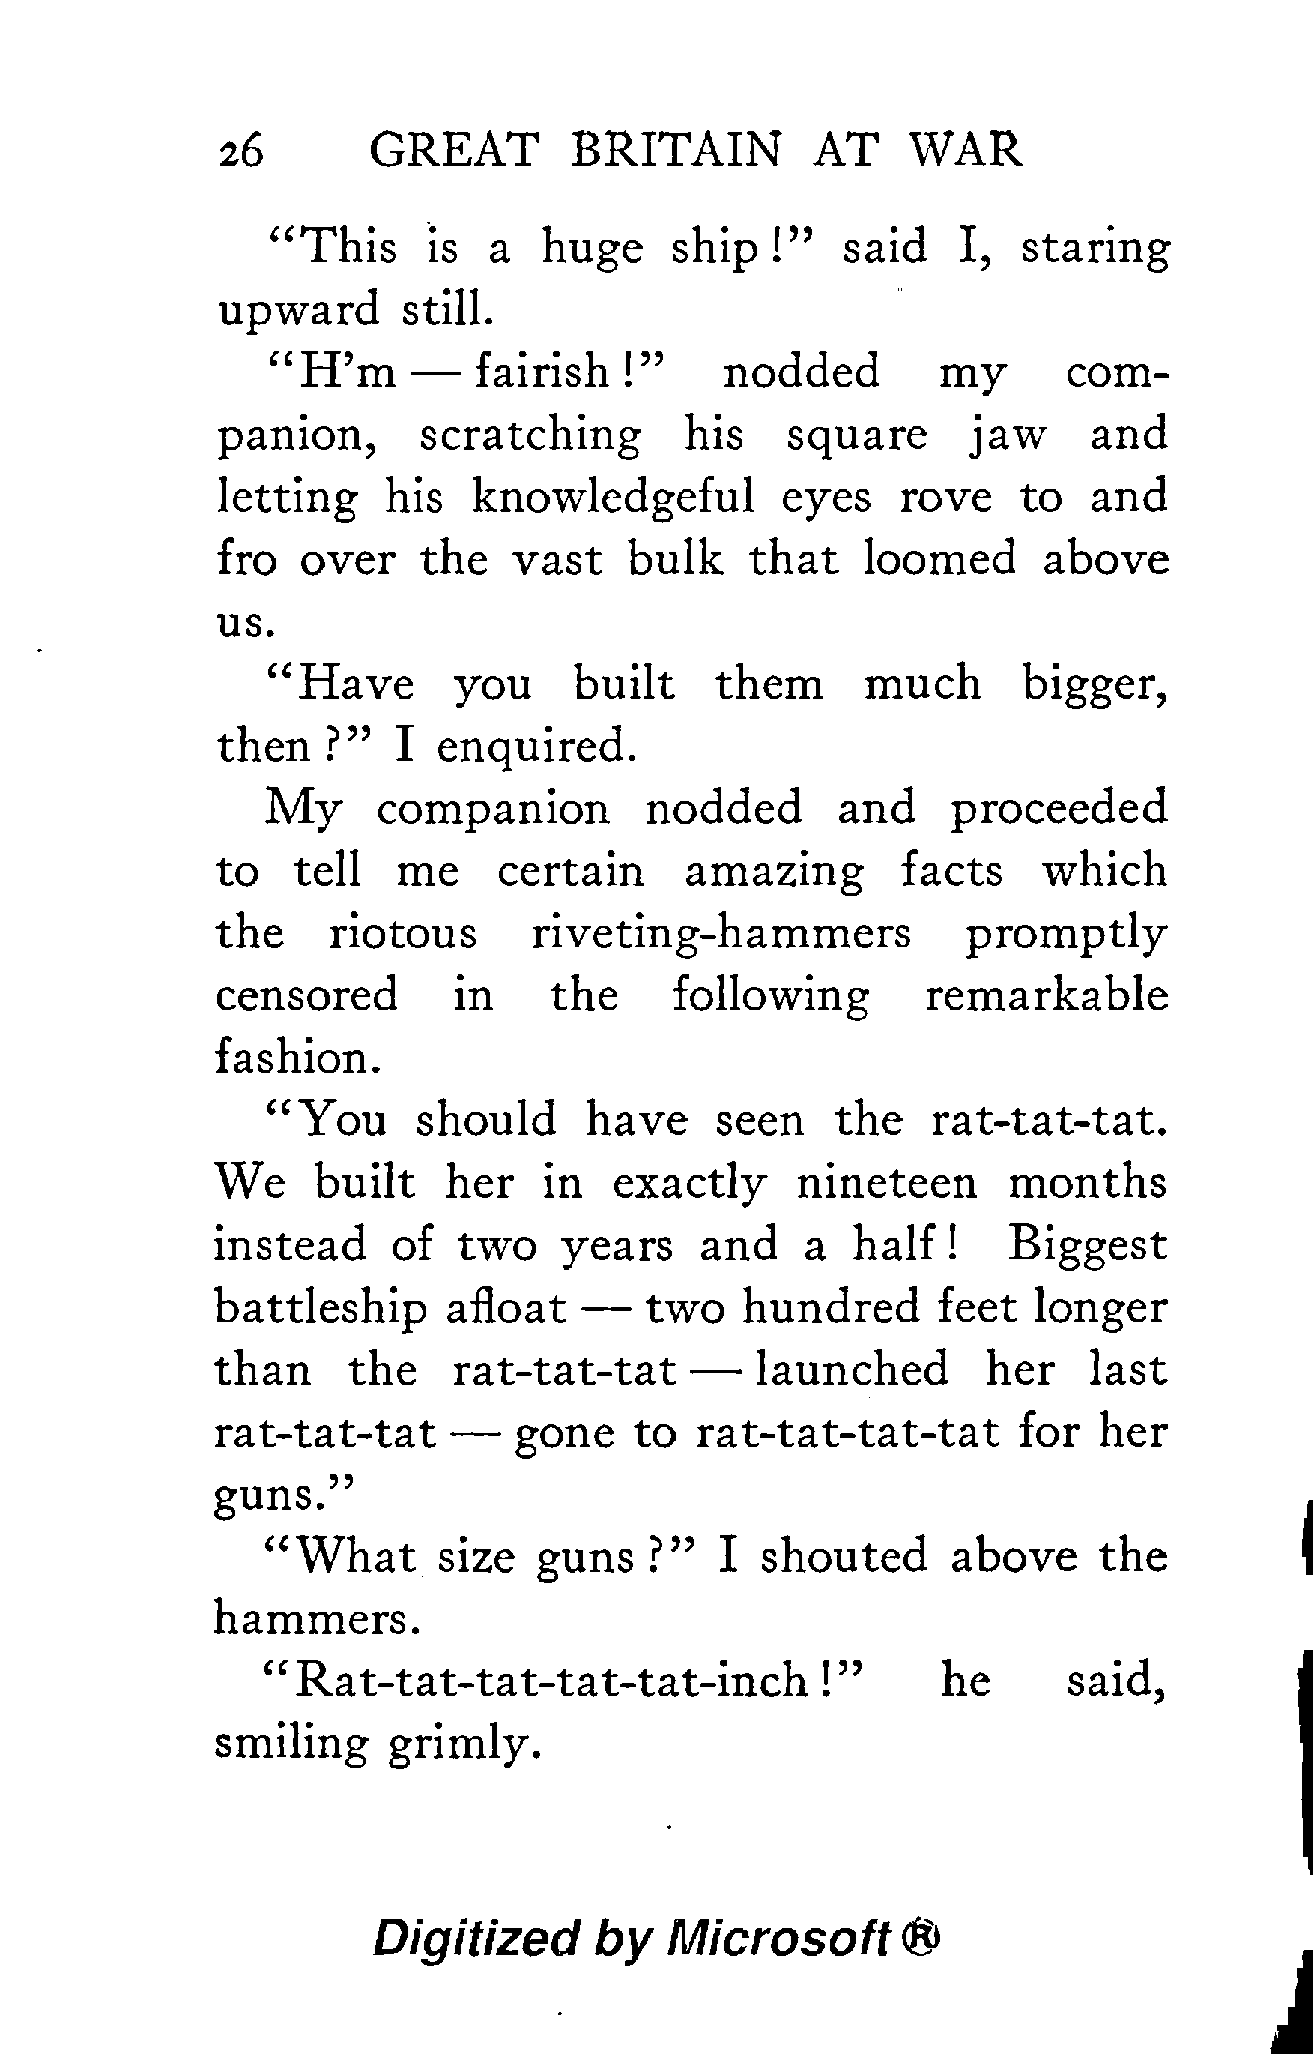 26 GREAT BRITAIN AT WAR
"This is a huge ship!" said I, staring
upward still.
"H'm — fairish!" nodded my com-
panion, scratching his square jaw and
letting his knowledgeful eyes rove to and
fro over the vast bulk that loomed above
us.
"Have you built them much bigger,
then?" I enquired.
My companion nodded and proceeded
to tell me certain amazing facts which
the riotous riveting-hammers promptly
censored in the following remarkable
fashion.
"You should have seen the rat-tat-tat.
We built her in exactly nineteen months
instead of two years and a half! Biggest
battleship afloat — two hundred feet longer
than the rat-tat-tat — launched her last
rat-tat-tat — gone to rat-tat-tat-tat for her
guns."
"What size guns?" I shouted above the
hammers.
"Rat-tat-tat-tat-tat-inch!" he said,
smiling grimly.
Digitized by Microsoft ®